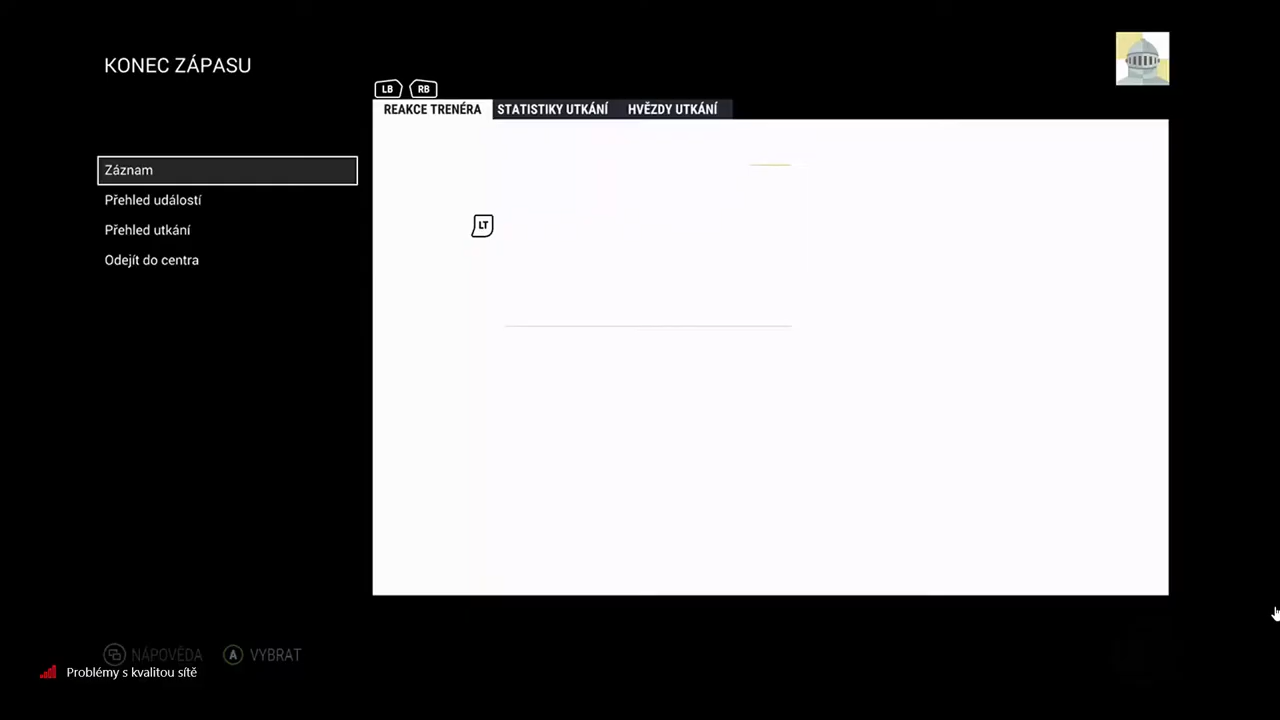 KONEC ZÁPASU
LB RB
REAKCE TRENÉRA STATISTIKY UTKÁNÍ HVĚZDY UTKÁNÍ
Záznam
Přehled událostí
Přehled utkání
Odejít do centra
LT
NÁPOVĚDA A VYBRAT
Problémy s kvalitou sítě